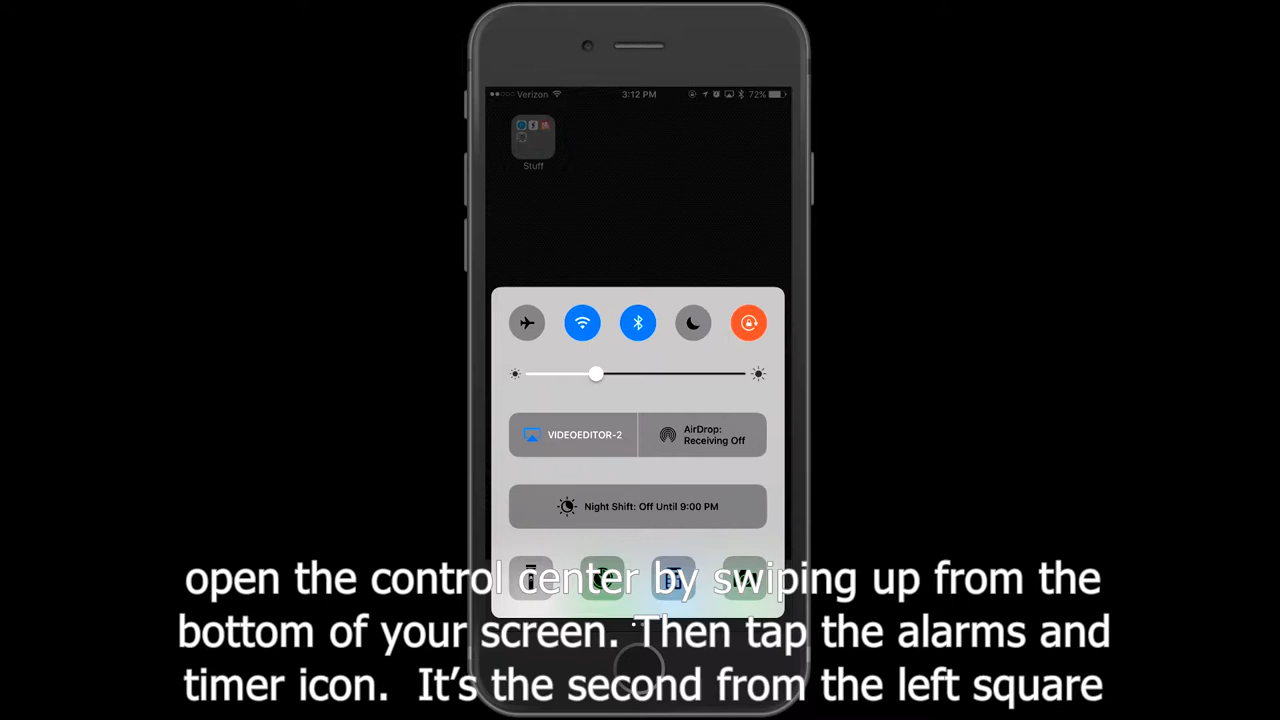 Verizon 3:12 PM 72%
Stuff
VIDEOEDITOR-2
AirDrop:
Receiving Off
Night Shift: Off Until 9:00 PM
open the control center by swiping up from the
bottom of your screen. Then tap the alarms and
timer icon. It’s the second from the left square